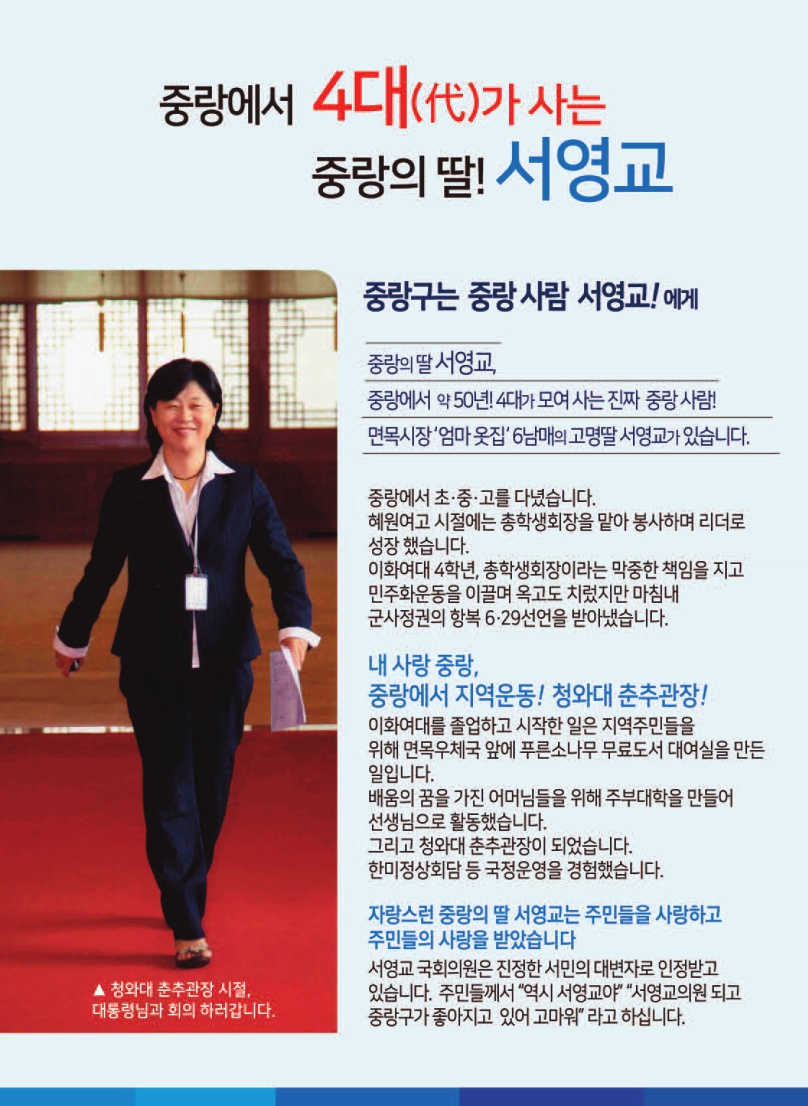 중랑에서 4대(代)가 사는
중랑의 딸! 서영교
중랑구는 중랑 사람 서영교! 에게
중랑의 딸 서영교,
중랑에서 약 50년! 4대가 모여 사는 진짜 중랑 사람!
면목시장 '엄마 옷집' 6남매의 고명딸 서영교가 있습니다.
중랑에서 초·중·고를 다녔습니다.
혜원여고 시절에는 총학생회장을 맡아 봉사하며 리더로
성장 했습니다.
이화여대 4학년, 총학생회장이라는 막중한 책임을 지고
민주화운동을 이끌며 옥고도 치렀지만 마침내
군사정권의 항복 6·29선언을 받아냈습니다.
내 사랑 중랑,
중랑에서 지역운동! 청와대 춘추관장!
이화여대를 졸업하고 시작한 일은 지역주민들을
위해 면목우체국 앞에 푸른소나무 무료도서 대여실을 만든
일입니다.
배움의 꿈을 가진 어머님들을 위해 주부대학을 만들어
선생님으로 활동했습니다.
그리고 청와대 춘추관장이 되었습니다.
한미정상회담 등 국정운영을 경험했습니다.
자랑스런 중랑의 딸 서영교는 주민들을 사랑하고
주민들의 사랑을 받았습니다
서영교 국회의원은 진정한 서민의 대변자로 인정받고
있습니다. 주민들께서 "역시 서영교야" "서영교의원 되고
중랑구가 좋아지고 있어 고마워" 라고 하십니다.
▲ 청와대 춘추관장 시절,
대통령님과 회의 하러갑니다.